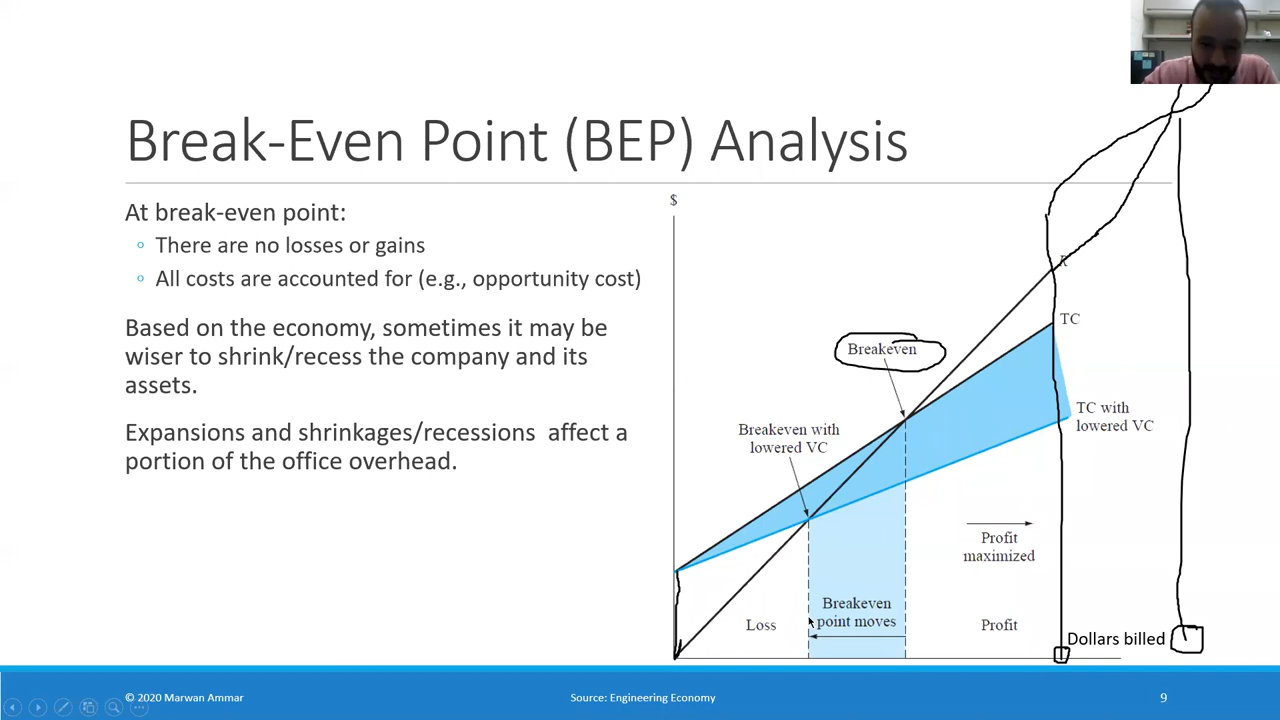 Break-Even Point (BEP) Analysis
At break-even point:
There are no losses or gains
All costs are accounted for (e.g., opportunity cost)
Based on the economy, sometimes it may be
wiser to shrink/recess the company and its
assets.
Expansions and shrinkages/recessions affect a
portion of the office overhead.
$
R
TC
Breakeven
TC with
lowered VC
Breakeven with
lowered VC
Profit
maximized
Breakeven
point moves
Loss
Profit
Dollars billed
© 2020 Marwan Ammar
Source: Engineering Economy
9